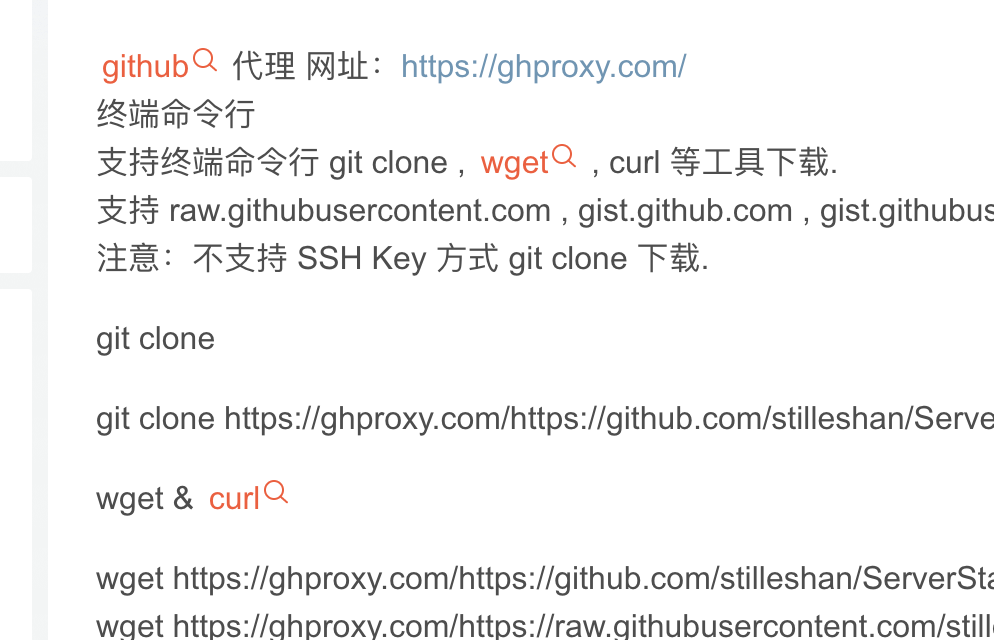 github 代理 网址：https://ghproxy.com/
终端命令行
支持终端命令行 git clone , wget , curl 等工具下载.
支持 raw.githubusercontent.com , gist.github.com , gist.githubus
注意：不支持 SSH Key 方式 git clone 下载.
git clone
git clone https://ghproxy.com/https://github.com/stilleshan/Serve
wget & curl
wget https://ghproxy.com/https://github.com/stilleshan/ServerSta
wget https://ghproxy.com/https://raw.githubusercontent.com/still